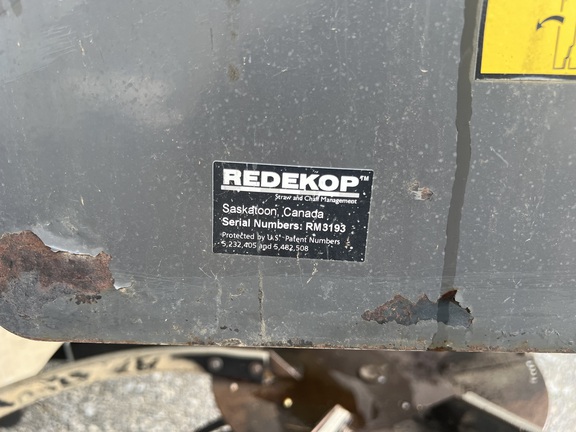 REDEKOP™
Straw and Chaff Management
Saskatoon, Canada
Serial Numbers: RM3193
Protected by U.S. Patent Numbers
5,232,405 and 5,482,508